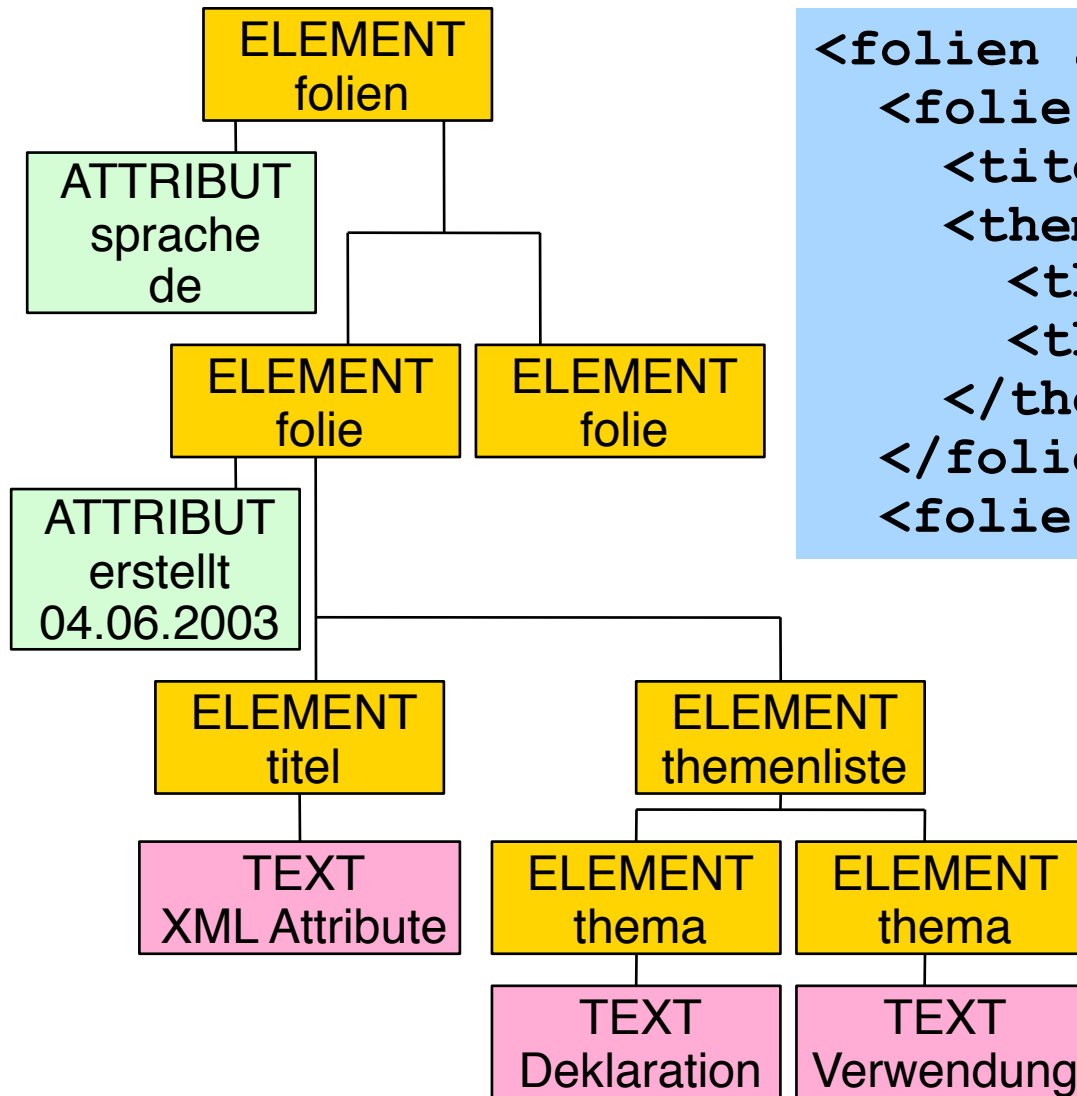 ELEMENT
folien
ATTRIBUT
sprache
de
ELEMENT
folie
ELEMENT
folie
ATTRIBUT
erstellt
04.06.2003
ELEMENT
titel
ELEMENT
themenliste
TEXT
XML Attribute
ELEMENT
thema
ELEMENT
thema
TEXT
Deklaration
TEXT
Verwendung
<folien
<folie
</folie
<folie